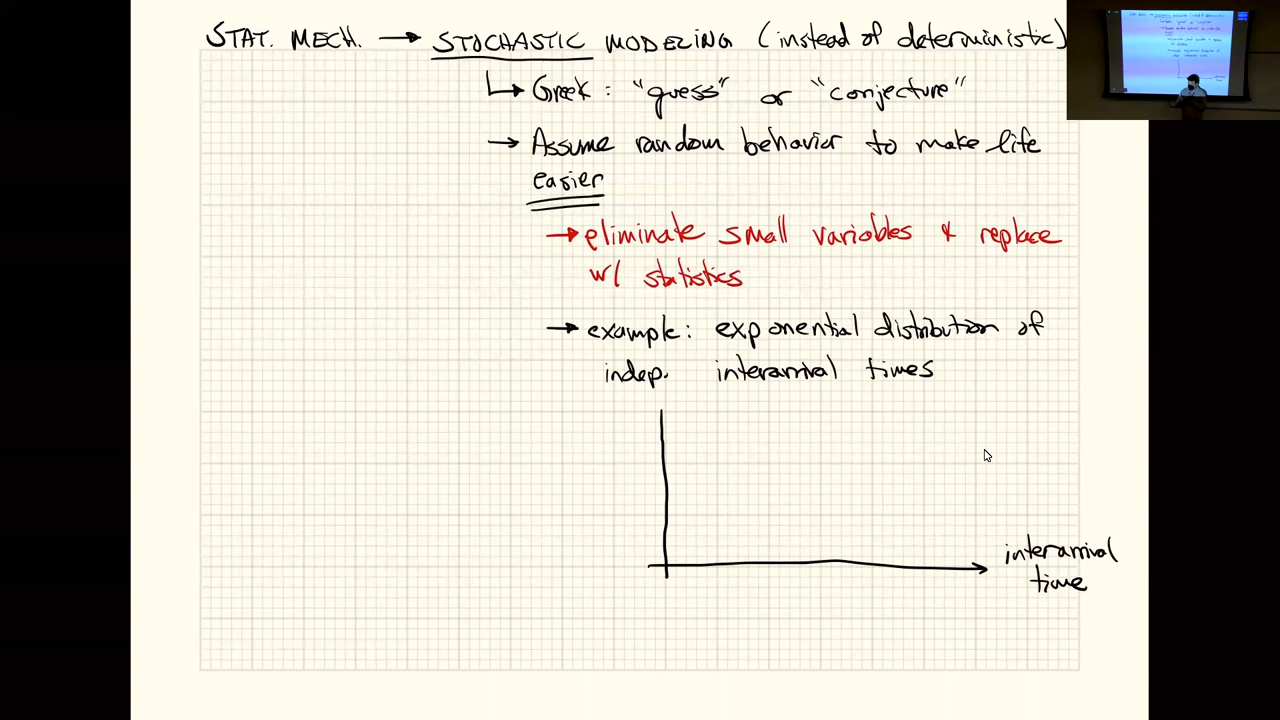 STAT. MECH. → STOCHASTIC MODELING (instead of deterministic)
↳ Greek: "guess" or "conjecture"
→ Assume random behavior to make life
easier
→ eliminate small variables & replace
w/ statistics
→ example: exponential distribution of
indep. interarrival times
interarrival
time